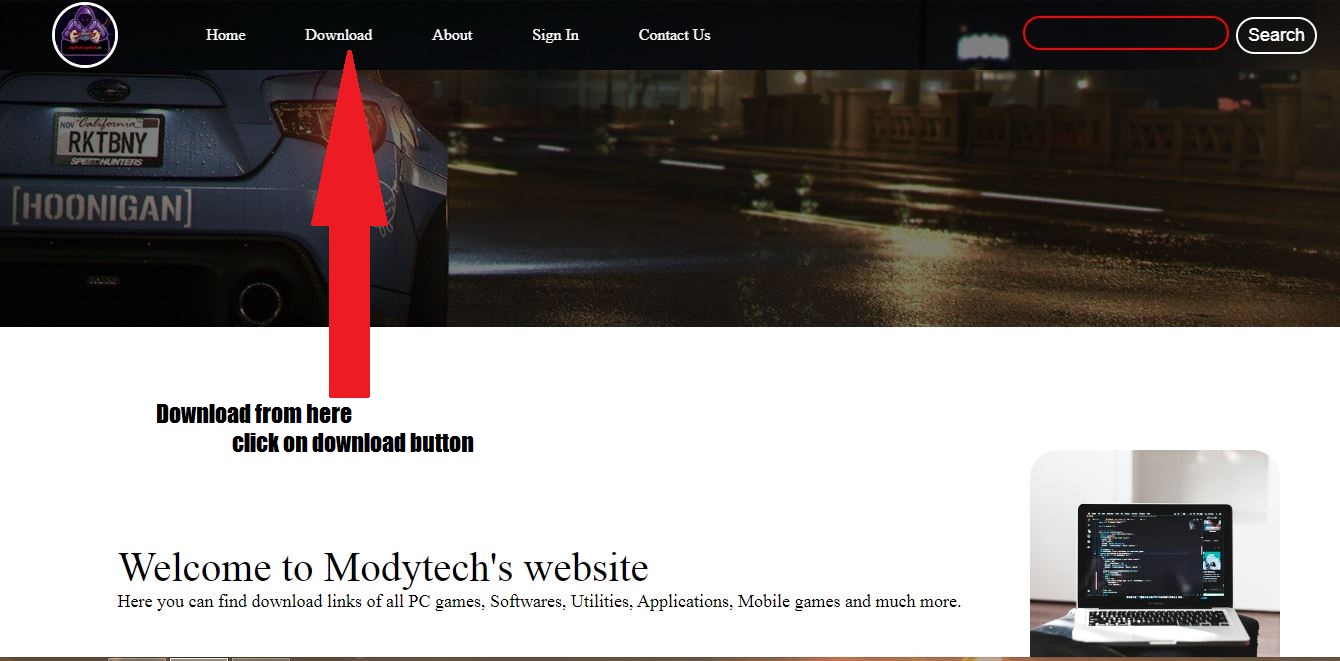 Home Download About Sign In Contact Us Search
NOV California
RKTBNY
SPEEDHUNTERS
[HOONIGAN]
Download from here
click on download button
Welcome to Modytech's website
Here you can find download links of all PC games, Softwares, Utilities, Applications, Mobile games and much more.